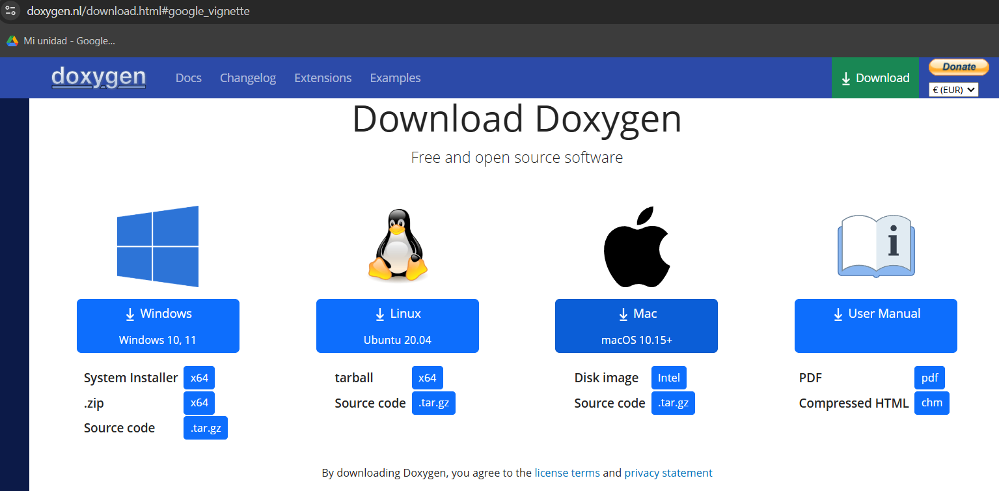 doxygen.nl/download.html#google_vignette
Mi unidad - Google...
doxygen Docs Changelog Extensions Examples Download Donate
€ (EUR)
Download Doxygen
Free and open source software
i
Windows Linux Mac User Manual
Windows 10, 11 Ubuntu 20.04 macOS 10.15+
System Installer x64 tarball x64 Disk image Intel PDF pdf
.zip x64 Source code .tar.gz Source code .tar.gz Compressed HTML chm
Source code .tar.gz
By downloading Doxygen, you agree to the license terms and privacy statement